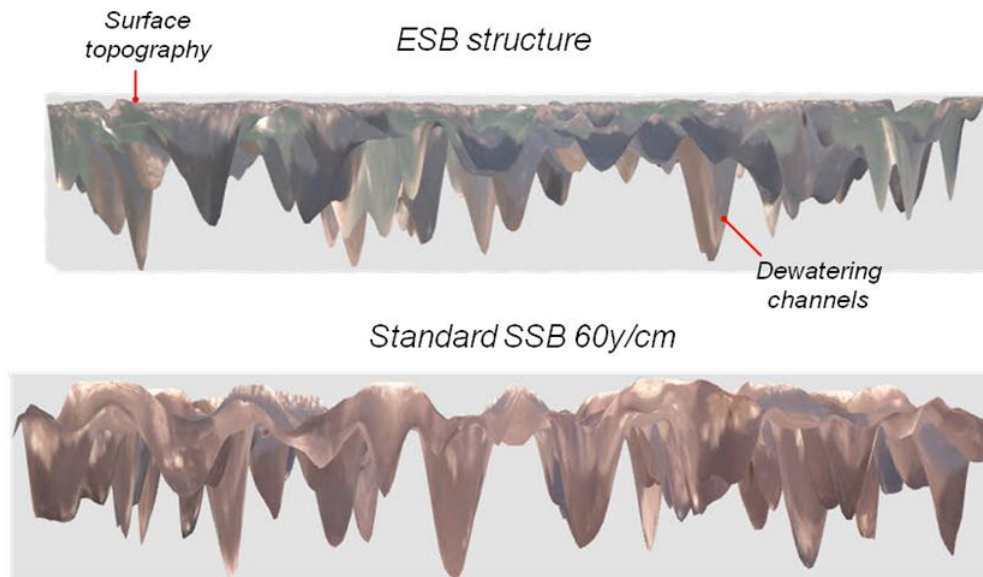 Surface
topography
ESB structure
Dewatering
channels
Standard SSB 60y/cm